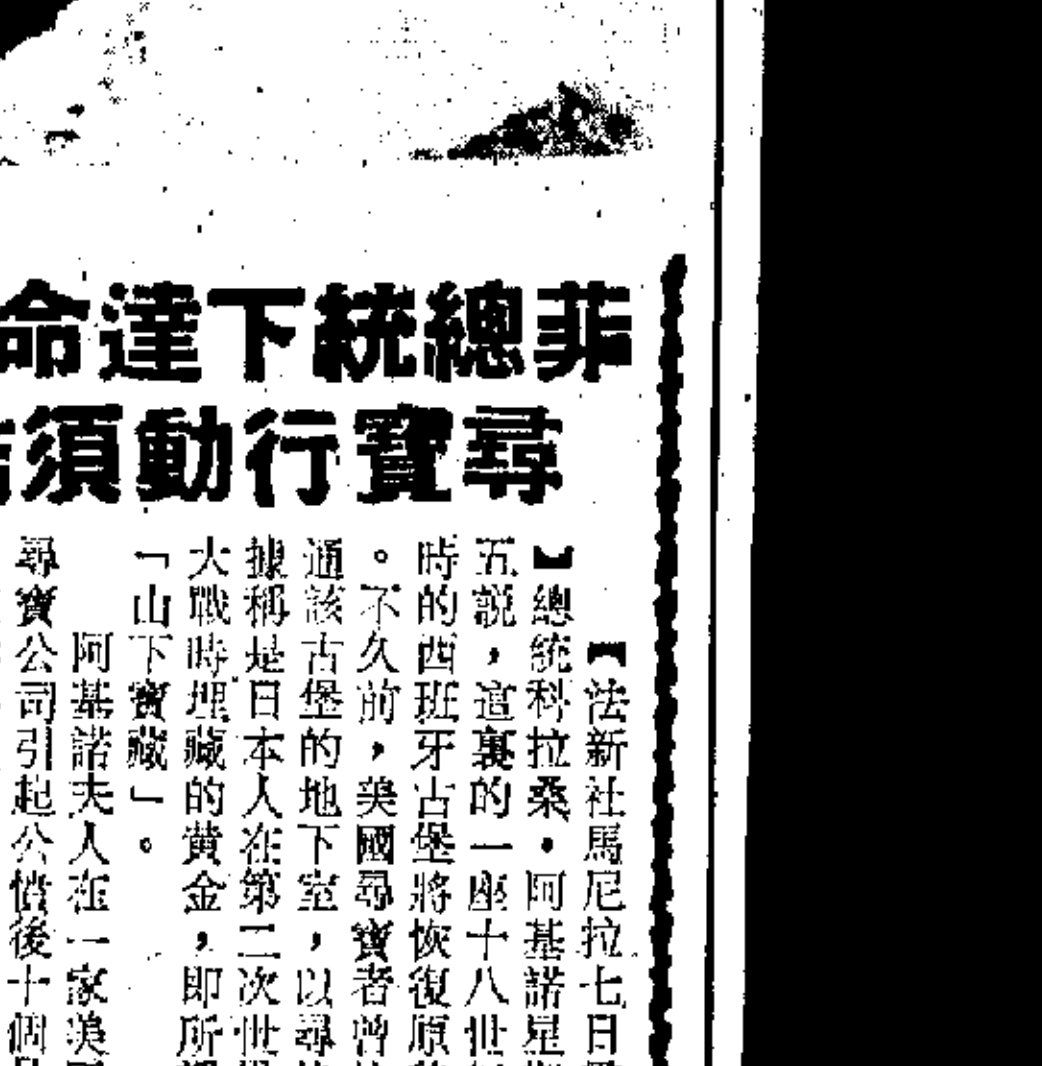 菲總統下達命
尋寶行動須
【法新社馬尼拉七日
】總統科拉桑・阿基諾星
五說，這裏的一座十八世
時的西班牙古堡將恢復原
。不久前，美國尋寶者曾
通該古堡的地下室，以尋
據稱是日本人在第二次世
大戰時埋藏的黃金，即所
「山下寶藏」。
阿基諾夫人在一家美
尋寶公司引起公憤後十個